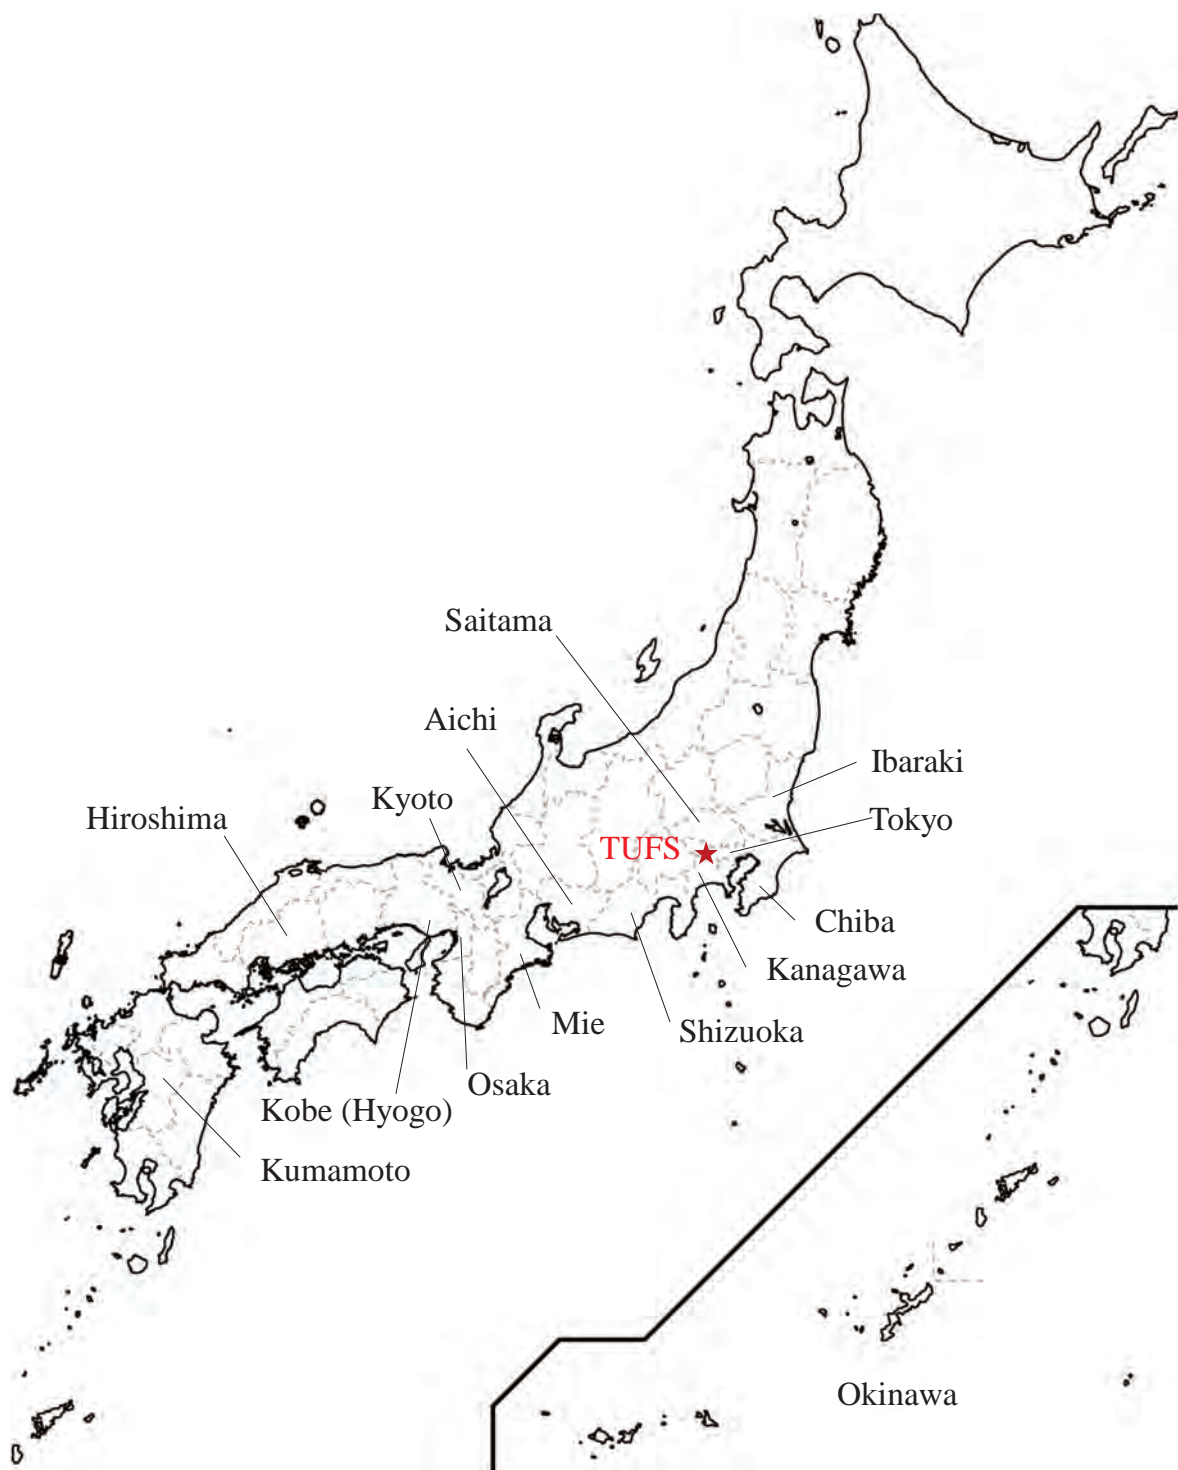 Saitama
Aichi
Ibaraki
Kyoto
Hiroshima
Tokyo
TUFS
Chiba
Kanagawa
Mie
Shizuoka
Osaka
Kobe (Hyogo)
Kumamoto
Okinawa